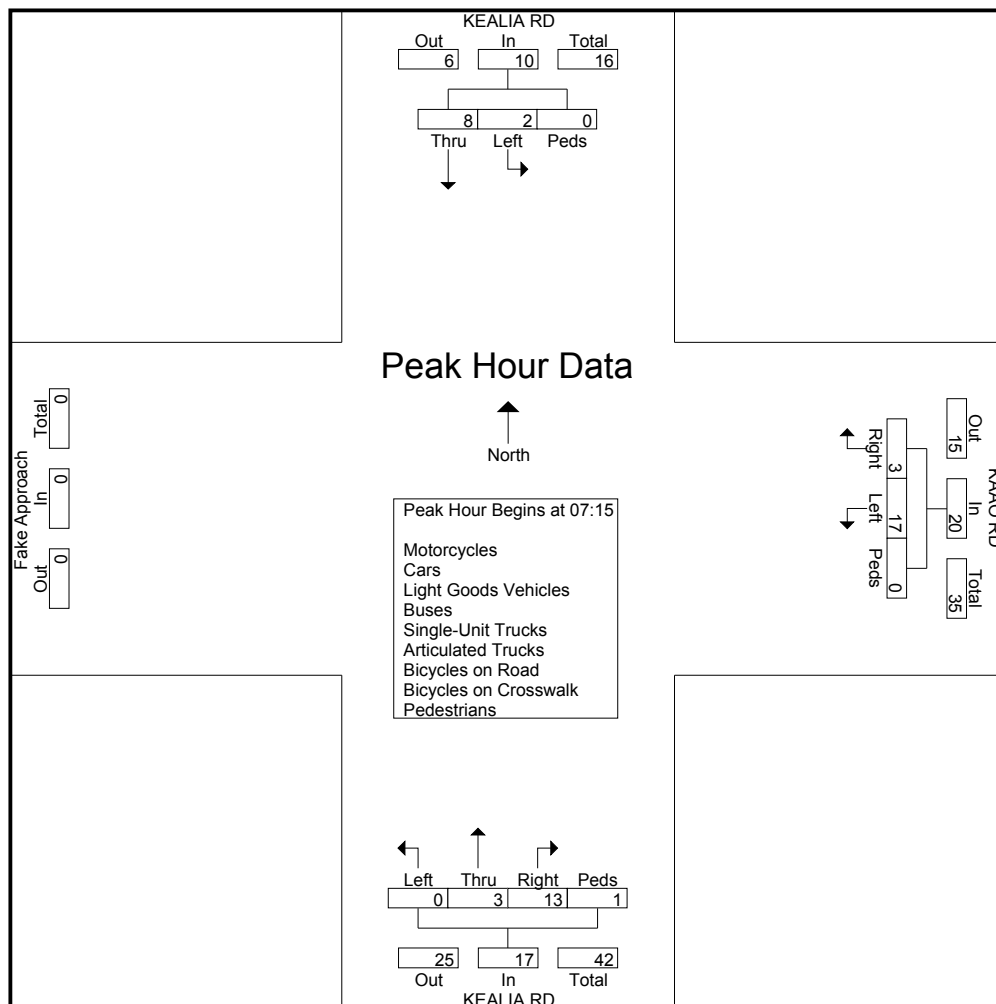 KEALIA RD
Out In Total
6 10 16
8 2 0
Thru Left Peds
Peak Hour Data
North
Fake Approach
Out In Total
0 0 0
Out In Total
15 20 35
Right Left Peds
3 17 0
Peak Hour Begins at 07:15
Motorcycles
Cars
Light Goods Vehicles
Buses
Single-Unit Trucks
Articulated Trucks
Bicycles on Road
Bicycles on Crosswalk
Pedestrians
Left Thru Right Peds
0 3 13 1
25 17 42
Out In Total
KEALIA RD